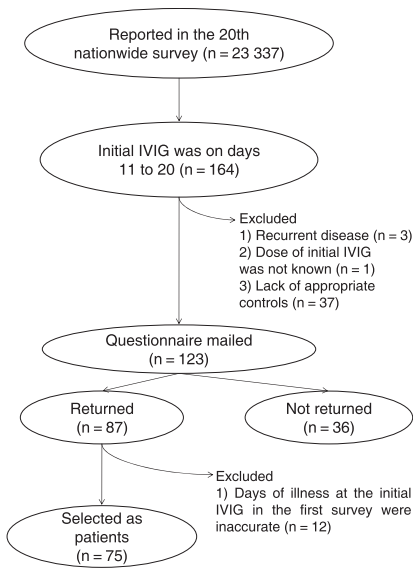 Reported in the 20th
nationwide survey (n = 23 337)
Initial IVIG was on days
11 to 20 (n = 164)
Excluded
1) Recurrent disease (n = 3)
2) Dose of initial IVIG
was not known (n = 1)
3) Lack of appropriate
controls (n = 37)
Questionnaire mailed
(n = 123)
Returned
(n = 87)
Not returned
(n = 36)
Excluded
1) Days of illness at the initial
IVIG in the first survey were
inaccurate (n = 12)
Selected as
patients
(n = 75)